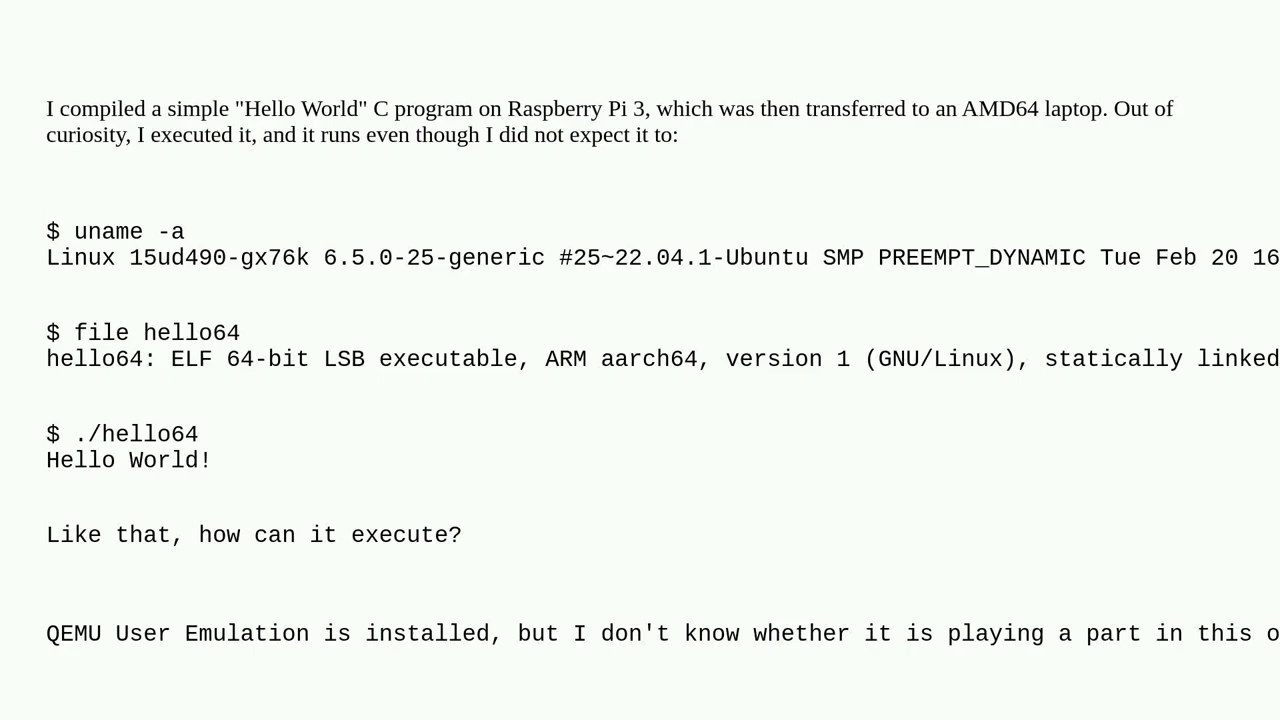 I compiled a simple "Hello World" C program on Raspberry Pi 3, which was then transferred to an AMD64 laptop. Out of
curiosity, I executed it, and it runs even though I did not expect it to:
$ uname -a
Linux 15ud490-gx76k 6.5.0-25-generic #25~22.04.1-Ubuntu SMP PREEMPT_DYNAMIC Tue Feb 20 16
$ file hello64
hello64: ELF 64-bit LSB executable, ARM aarch64, version 1 (GNU/Linux), statically linked
$ ./hello64
Hello World!
Like that, how can it execute?
QEMU User Emulation is installed, but I don't know whether it is playing a part in this o